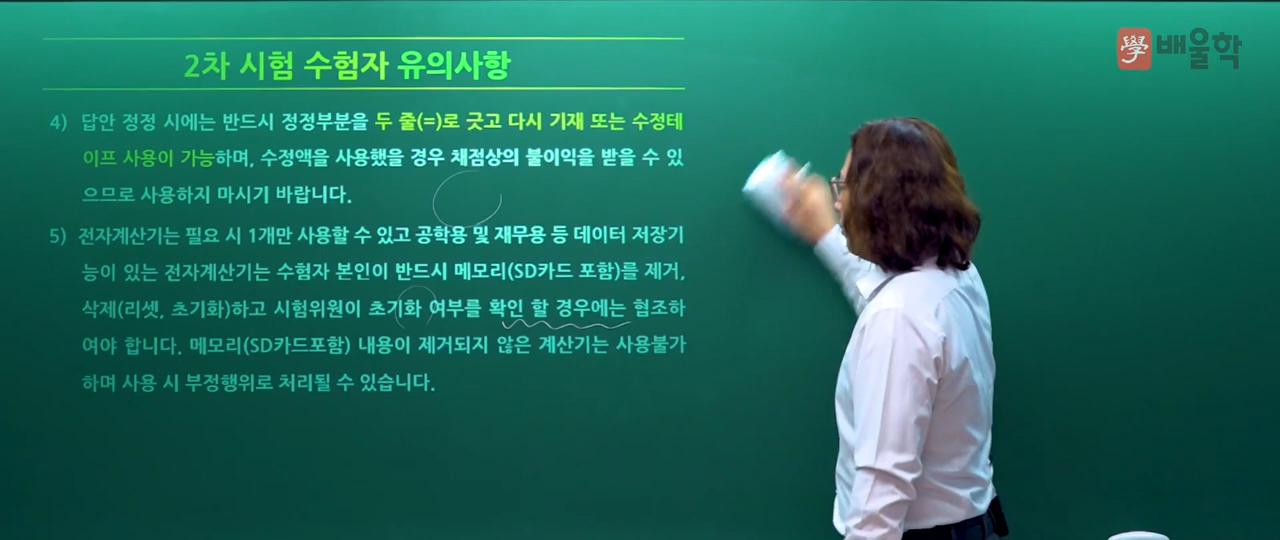 學 배울학
2차 시험 수험자 유의사항
4) 답안 정정 시에는 반드시 정정부분을 두 줄(=)로 긋고 다시 기재 또는 수정테
이프 사용이 가능하며, 수정액을 사용했을 경우 채점상의 불이익을 받을 수 있
으므로 사용하지 마시기 바랍니다.
5) 전자계산기는 필요 시 1개만 사용할 수 있고 공학용 및 재무용 등 데이터 저장기
능이 있는 전자계산기는 수험자 본인이 반드시 메모리(SD카드 포함)를 제거,
삭제(리셋, 초기화)하고 시험위원이 초기화 여부를 확인 할 경우에는 협조하
여야 합니다. 메모리(SD카드포함) 내용이 제거되지 않은 계산기는 사용불가
하며 사용 시 부정행위로 처리될 수 있습니다.